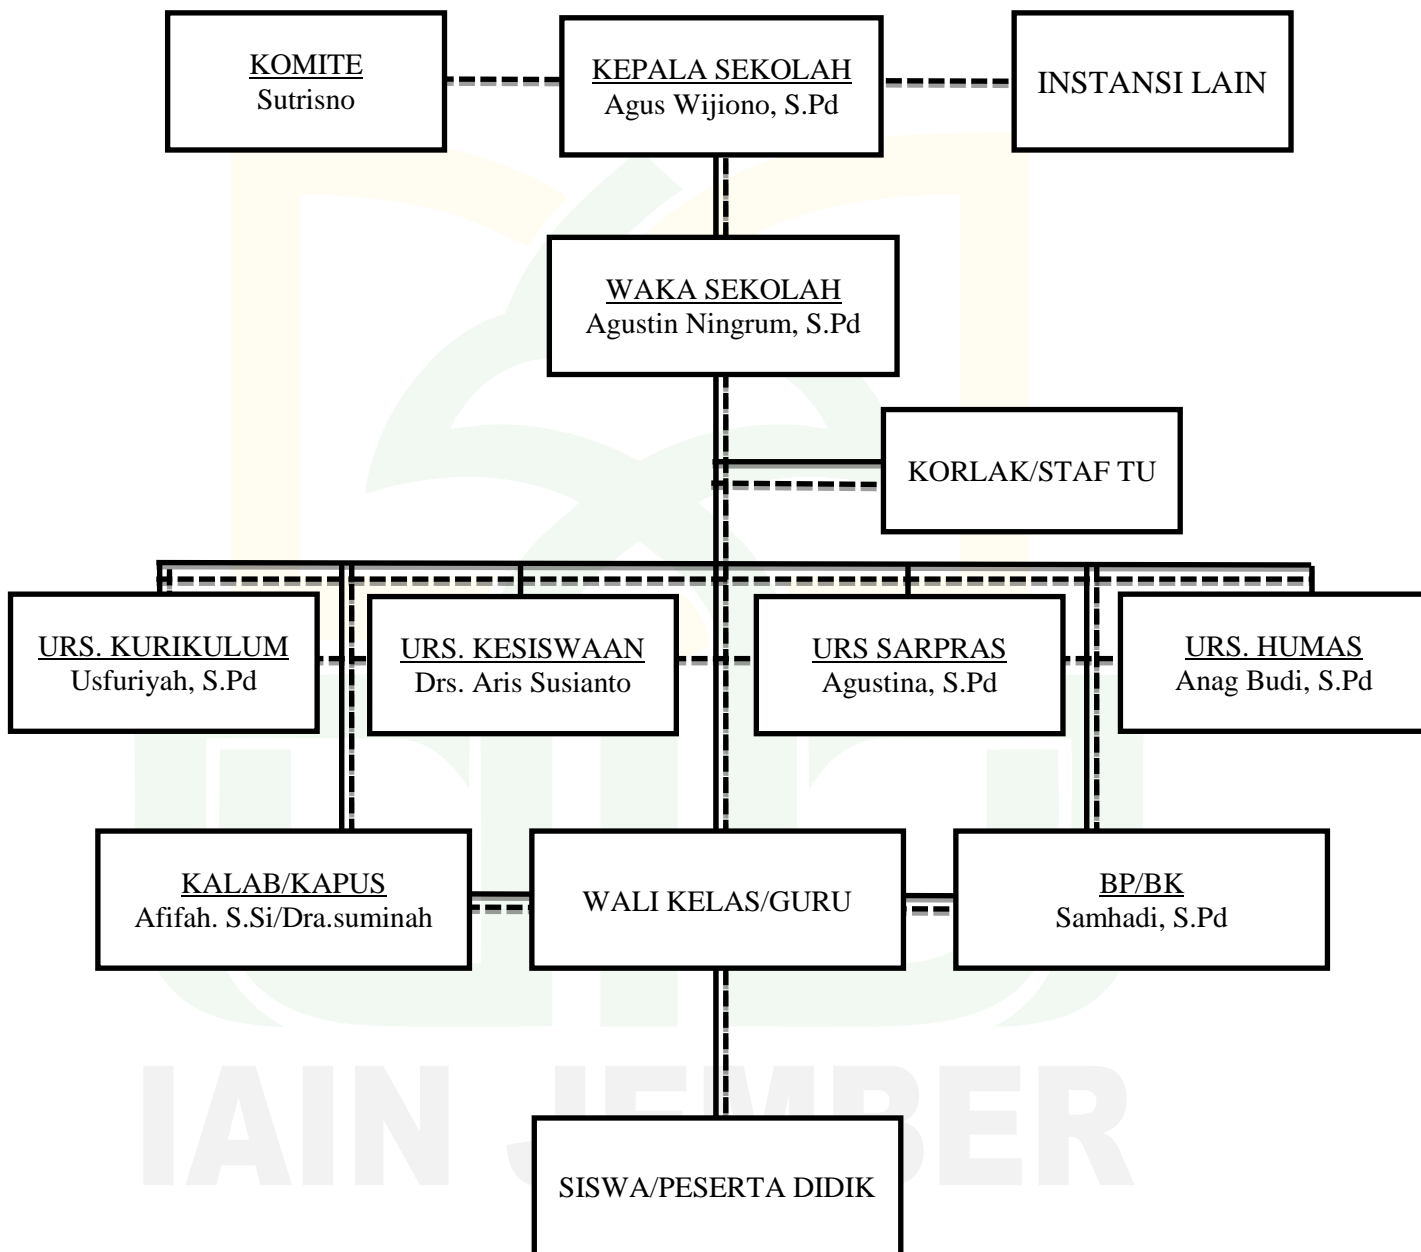 KOMITE
Sutrisno
KEPALA SEKOLAH
Agus Wijiono, S.Pd
INSTANSI LAIN
WAKA SEKOLAH
Agustin Ningrum, S.Pd
KORLAK/STAF TU
URS. KURIKULUM
Usfuriyah, S.Pd
URS. KESISWAAN
Drs. Aris Susianto
URS SARPRAS
Agustina, S.Pd
URS. HUMAS
Anag Budi, S.Pd
KALAB/KAPUS
Afifah. S.Si/Dra.suminah
WALI KELAS/GURU
BP/BK
Samhadi, S.Pd
IAIN JEMBER
SISWA/PESERTA DIDIK